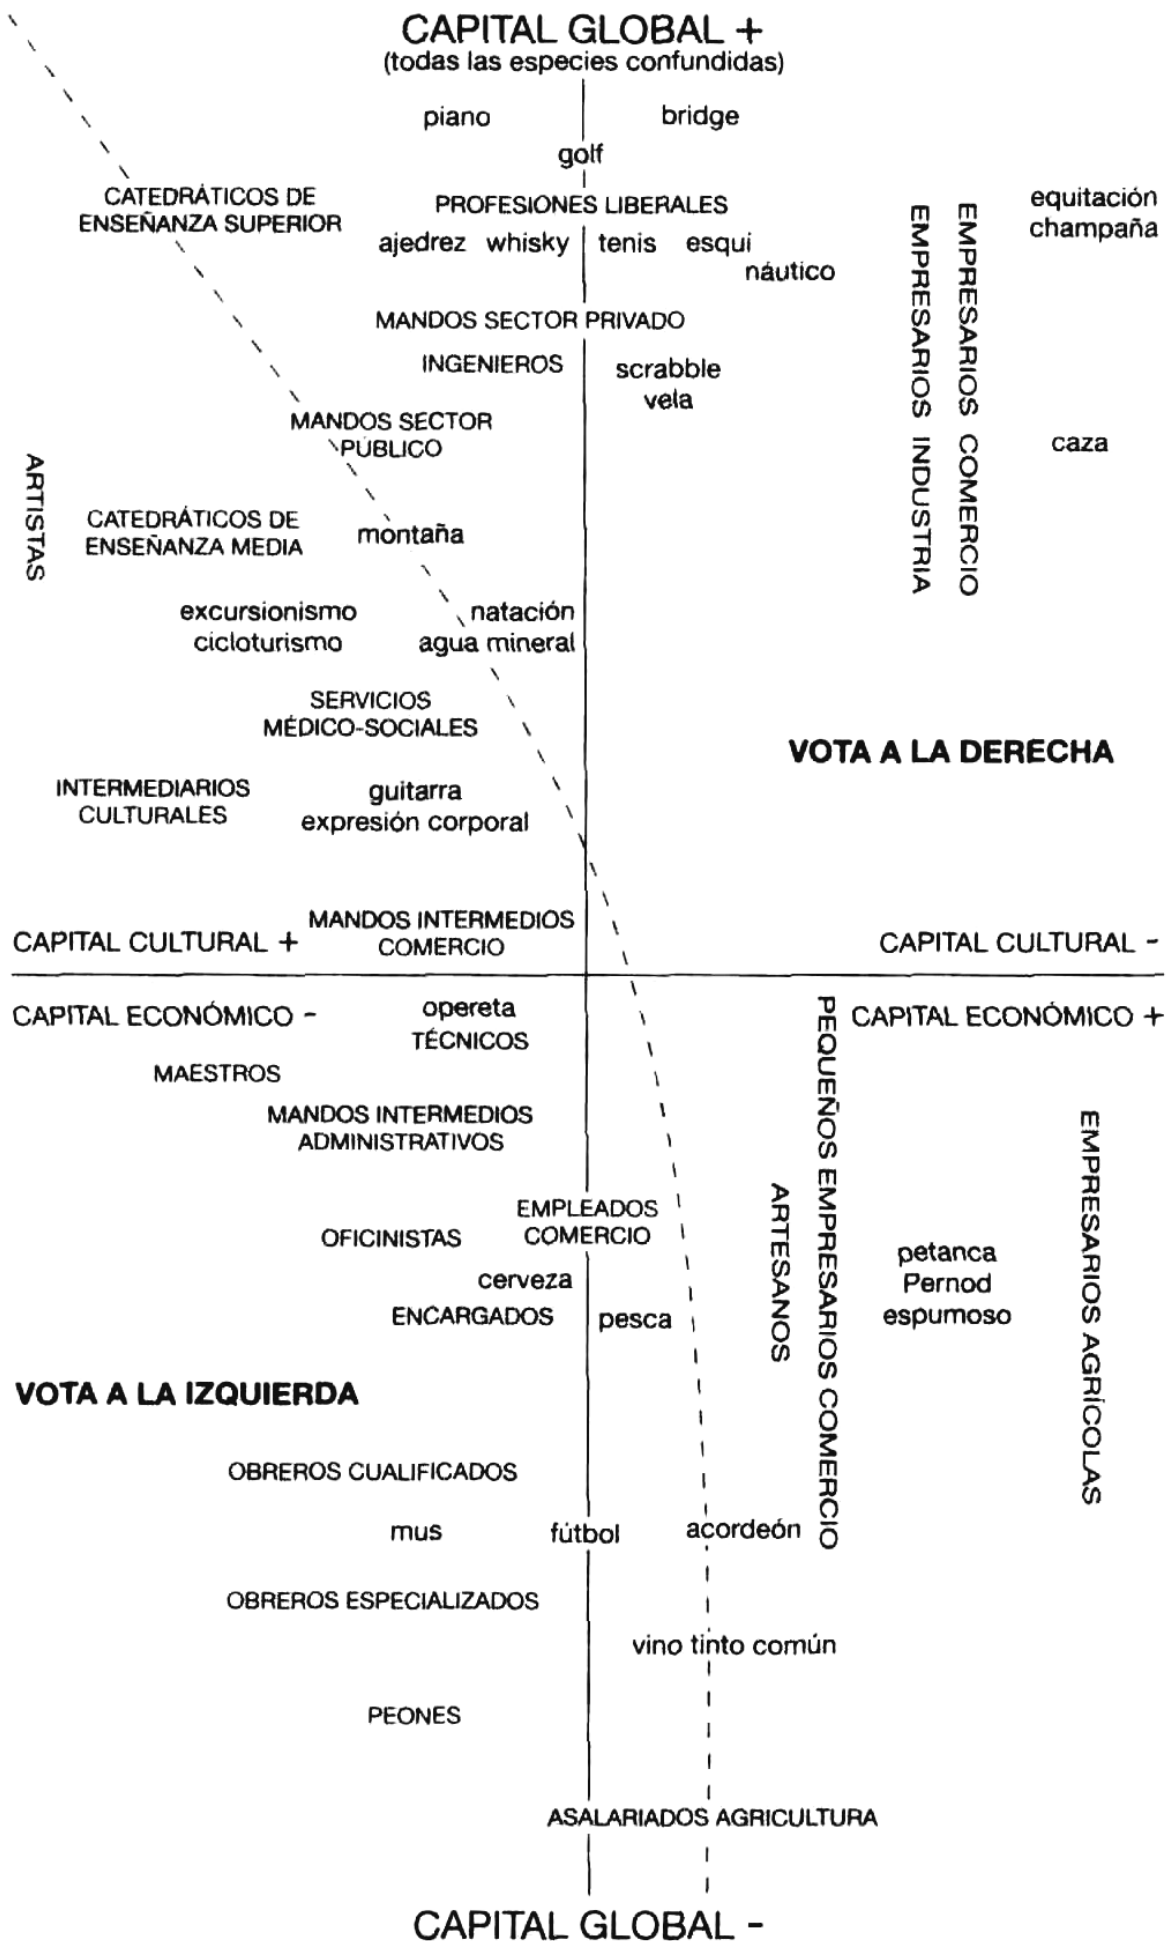 CAPITAL GLOBAL +
(todas las especies confundidas)
piano
bridge
golf
CATEDRÁTICOS DE
ENSEÑANZA SUPERIOR
PROFESIONES LIBERALES
equitación
champaña
ajedrez whisky tenis esqui
náutico
EMPRESARIOS INDUSTRIA
EMPRESARIOS COMERCIO
MANDOS SECTOR PRIVADO
INGENIEROS
scrabble
vela
MANDOS SECTOR
PÚBLICO
caza
ARTISTAS
CATEDRÁTICOS DE
ENSEÑANZA MEDIA
montaña
excursionismo
cicloturismo
natación
agua mineral
SERVICIOS
MÉDICO-SOCIALES
VOTA A LA DERECHA
INTERMEDIARIOS
CULTURALES
guitarra
expresión corporal
MANDOS INTERMEDIOS
COMERCIO
CAPITAL CULTURAL +
CAPITAL CULTURAL -
CAPITAL ECONÓMICO -
CAPITAL ECONÓMICO +
opereta
TÉCNICOS
MAESTROS
MANDOS INTERMEDIOS
ADMINISTRATIVOS
PEQUEÑOS EMPRESARIOS COMERCIO
ARTESANOS
EMPRESARIOS AGRÍCOLAS
EMPLEADOS
COMERCIO
OFICINISTAS
cerveza
ENCARGADOS
pesca
petanca
Pernod
espumoso
VOTA A LA IZQUIERDA
OBREROS CUALIFICADOS
mus
fútbol
acordeón
OBREROS ESPECIALIZADOS
vino tinto común
PEONES
ASALARIADOS AGRICULTURA
CAPITAL GLOBAL -